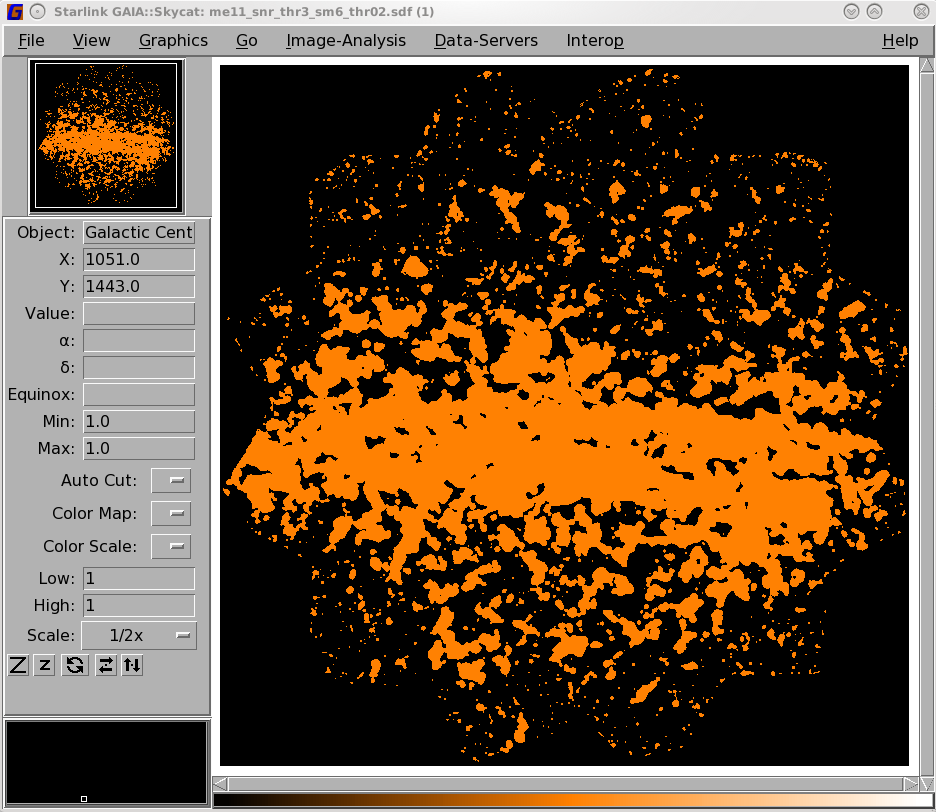 Starlink GAIA::Skycat: me11_snr_thr3_sm6_thr02.sdf (1)
File View Graphics Go Image-Analysis Data-Servers Interop Help
Object: Galactic Cent
X: 1051.0
Y: 1443.0
Value:
α:
δ:
Equinox:
Min: 1.0
Max: 1.0
Auto Cut:
Color Map:
Color Scale:
Low: 1
High: 1
Scale: 1/2x
Z z